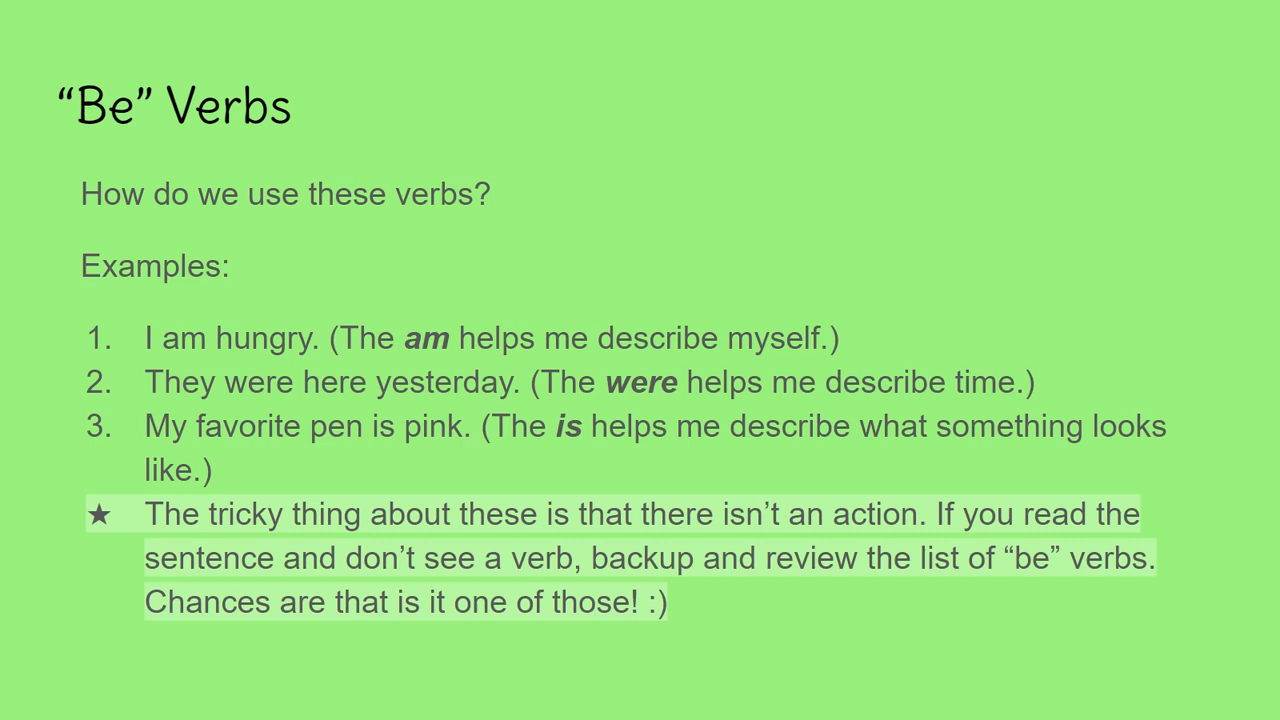 “Be” Verbs
How do we use these verbs?
Examples:
1. I am hungry. (The am helps me describe myself.)
2. They were here yesterday. (The were helps me describe time.)
3. My favorite pen is pink. (The is helps me describe what something looks
like.)
★ The tricky thing about these is that there isn’t an action. If you read the
sentence and don’t see a verb, backup and review the list of “be” verbs.
Chances are that is it one of those! :)